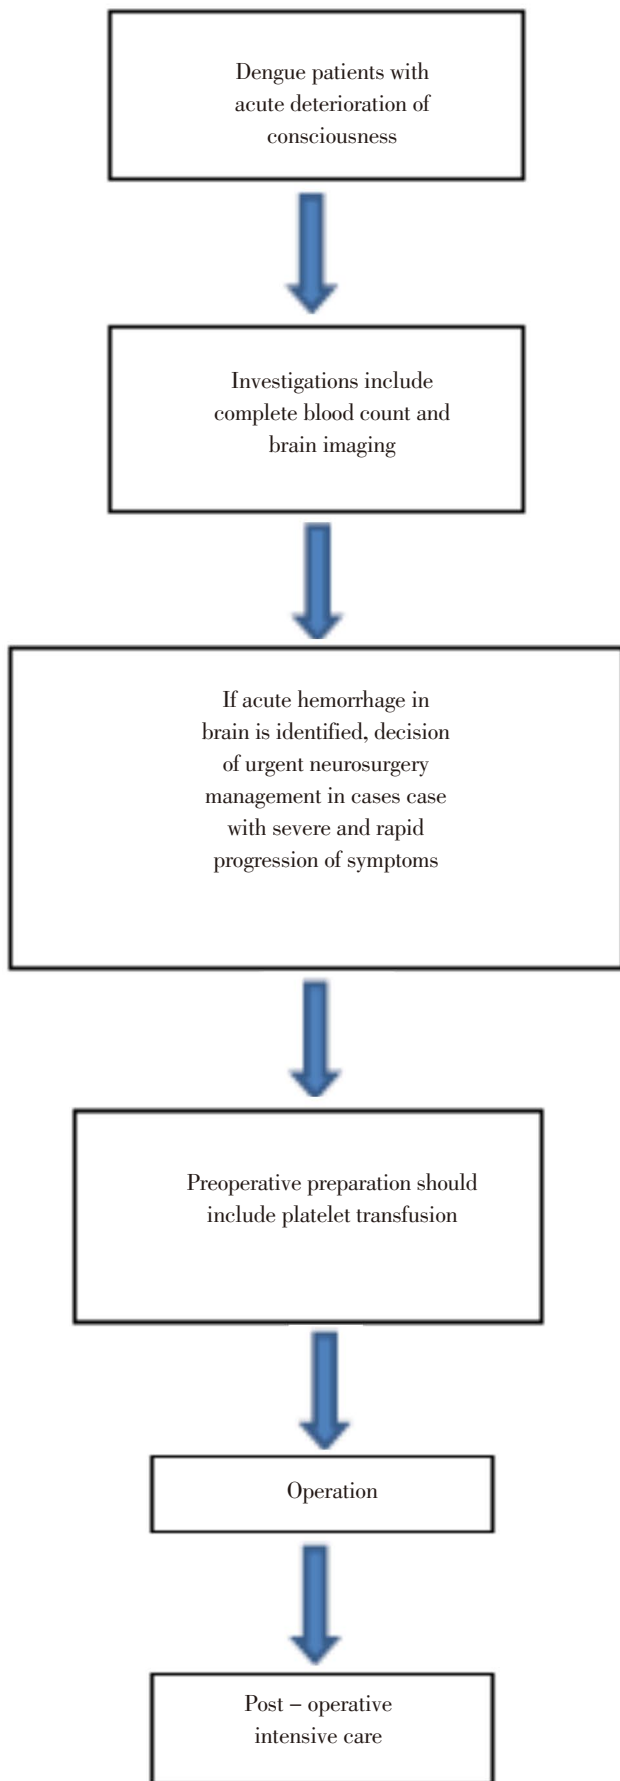 Dengue patients with
acute deterioration of
consciousness
Investigations include
complete blood count and
brain imaging
If acute hemorrhage in
brain is identified, decision
of urgent neurosurgery
management in cases case
with severe and rapid
progression of symptoms
Preoperative preparation should
include platelet transfusion
Operation
Post – operative
intensive care